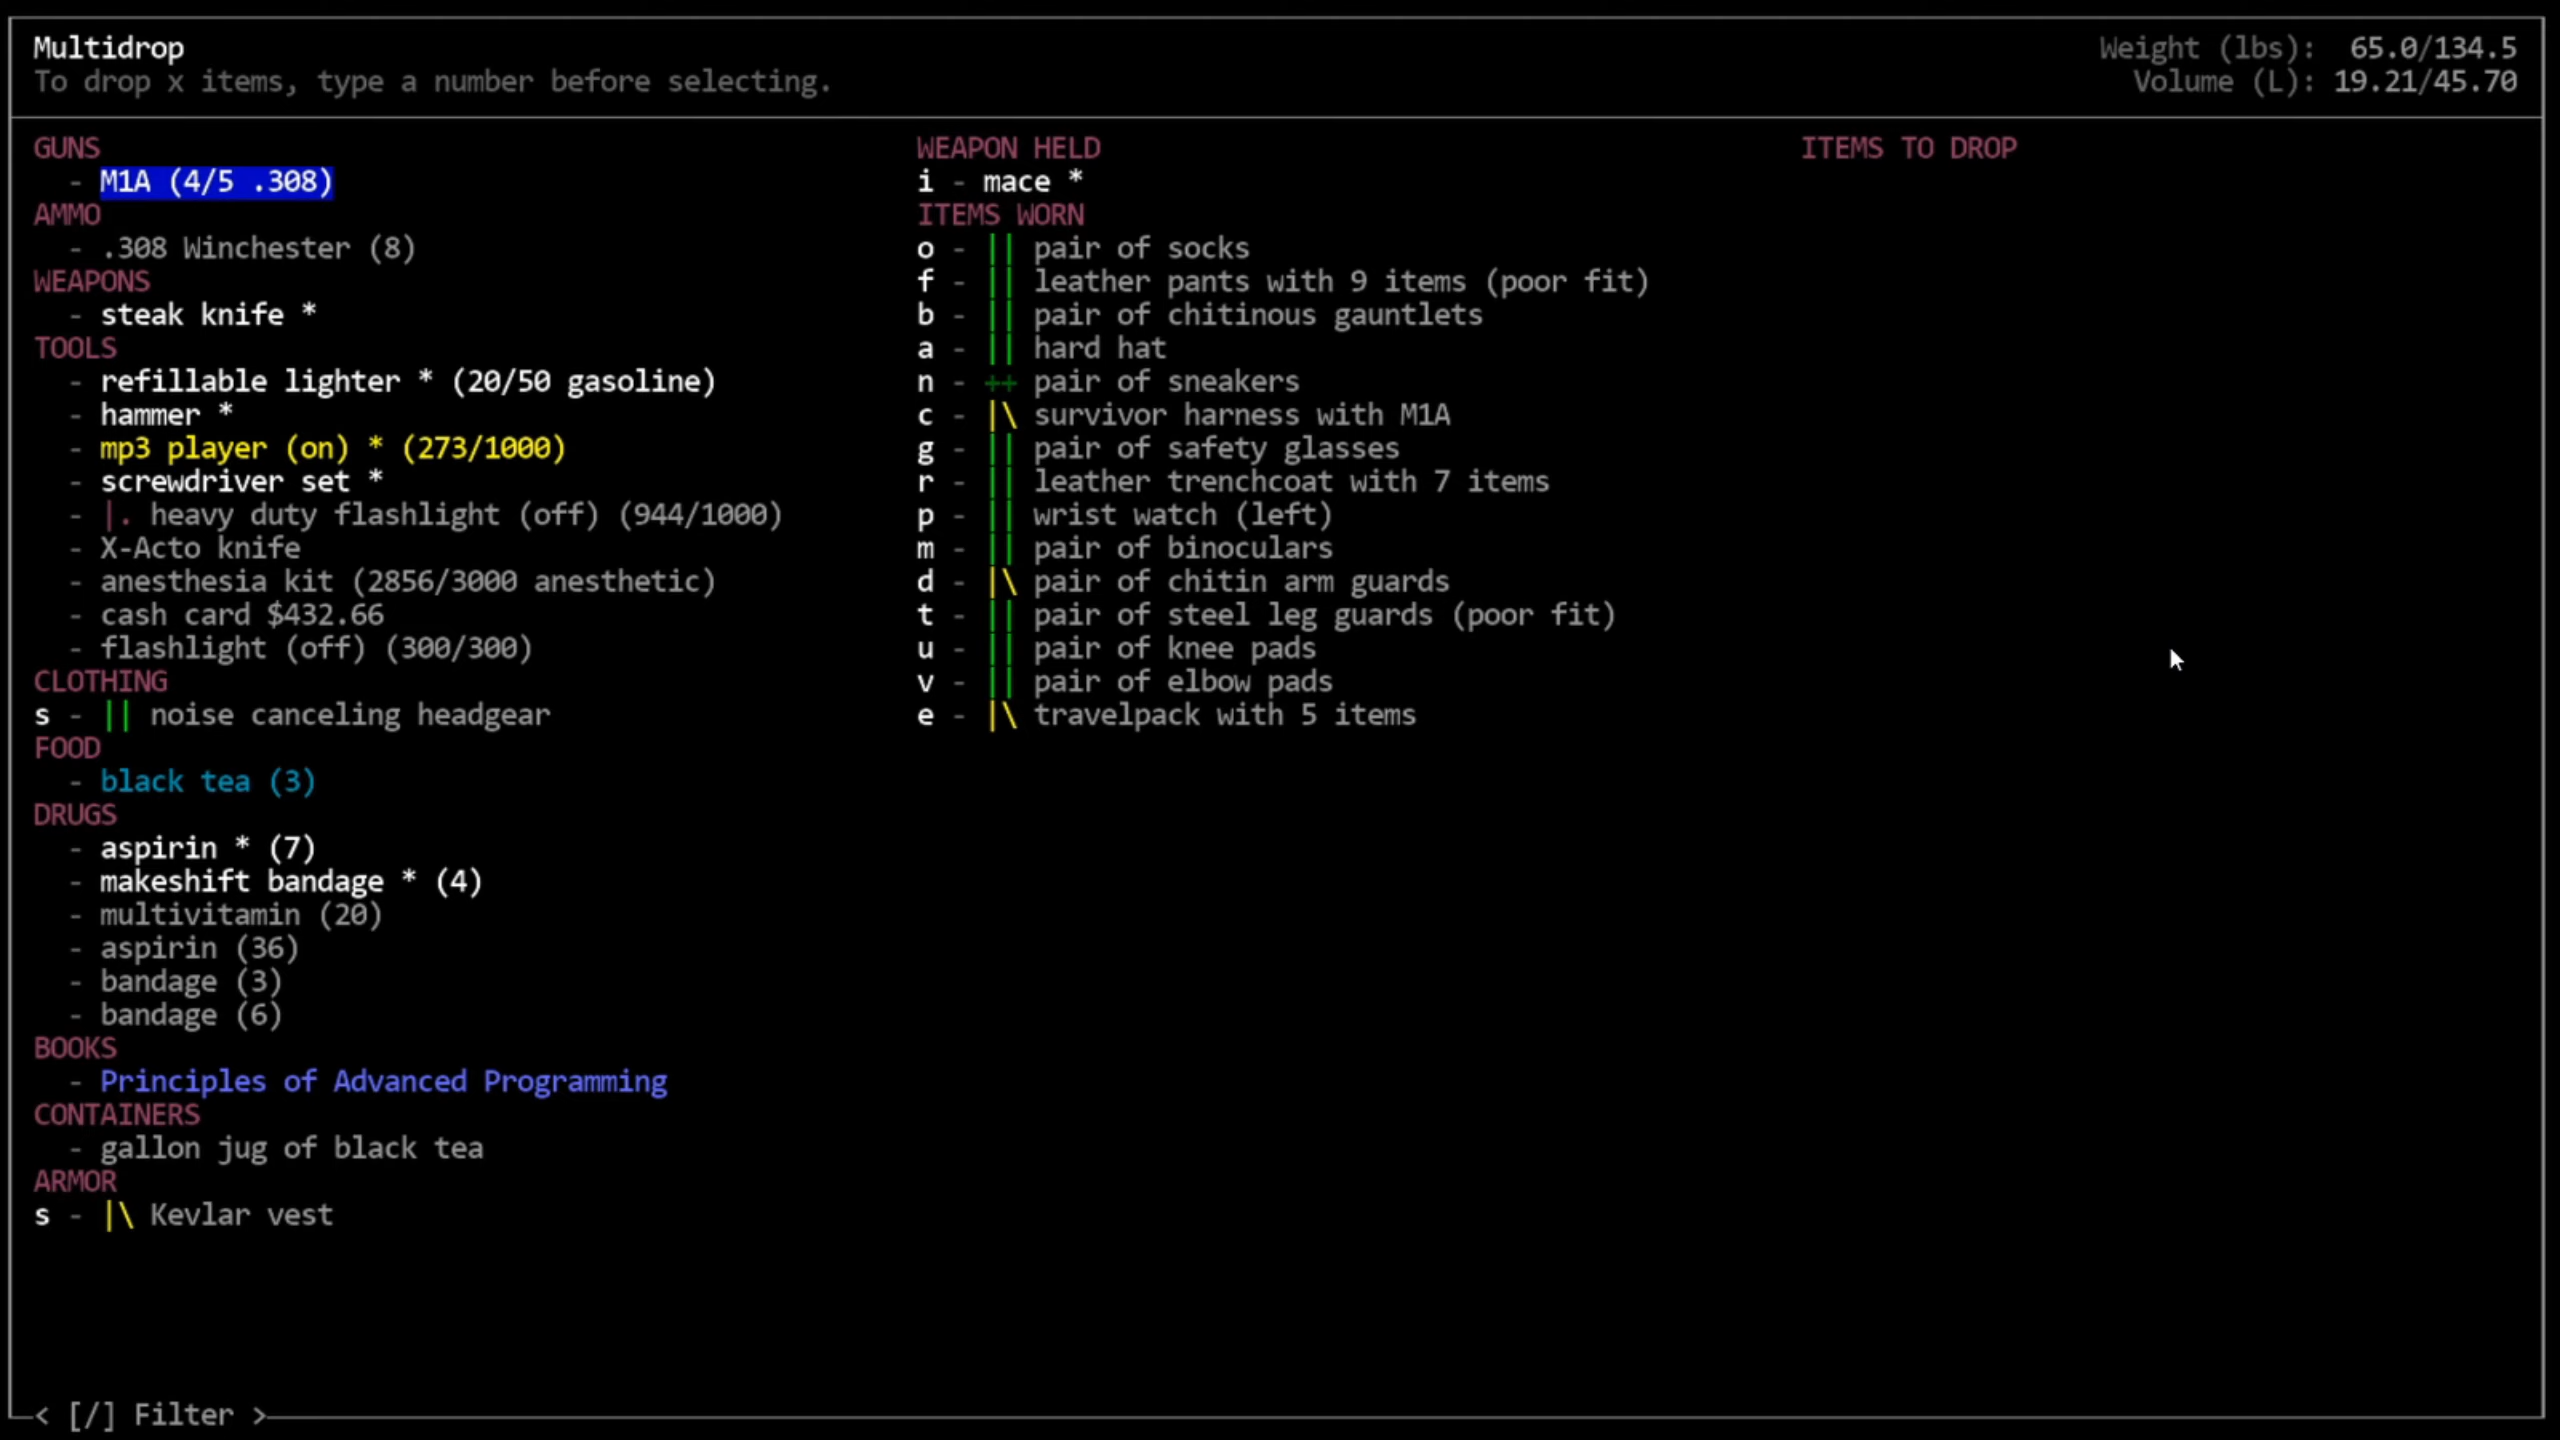 Multidrop
To drop x items, type a number before selecting.
Weight (lbs): 65.0/134.5
Volume (L): 19.21/45.70
GUNS
- M1A (4/5 .308)
AMMO
- .308 Winchester (8)
WEAPONS
- steak knife *
TOOLS
- refillable lighter * (20/50 gasoline)
- hammer *
- mp3 player (on) * (273/1000)
- screwdriver set *
- |. heavy duty flashlight (off) (944/1000)
- X-Acto knife
- anesthesia kit (2856/3000 anesthetic)
- cash card $432.66
- flashlight (off) (300/300)
CLOTHING
s - || noise canceling headgear
FOOD
- black tea (3)
DRUGS
- aspirin * (7)
- makeshift bandage * (4)
- multivitamin (20)
- aspirin (36)
- bandage (3)
- bandage (6)
BOOKS
- Principles of Advanced Programming
CONTAINERS
- gallon jug of black tea
ARMOR
s - |\ Kevlar vest
WEAPON HELD
i - mace *
ITEMS WORN
o - || pair of socks
f - || leather pants with 9 items (poor fit)
b - || pair of chitinous gauntlets
a - || hard hat
n - ++ pair of sneakers
c - |\ survivor harness with M1A
g - || pair of safety glasses
r - || leather trenchcoat with 7 items
p - || wrist watch (left)
m - || pair of binoculars
d - |\ pair of chitin arm guards
t - || pair of steel leg guards (poor fit)
u - || pair of knee pads
v - || pair of elbow pads
e - |\ travelpack with 5 items
ITEMS TO DROP
< [/] Filter >